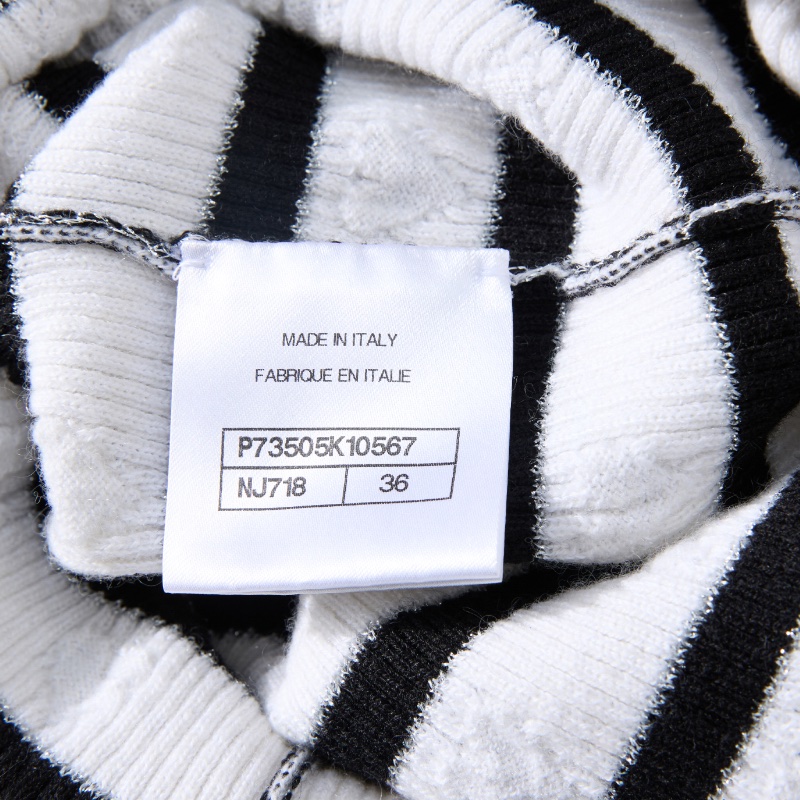 MADE IN ITALY
FABRIQUE EN ITALIE
P73505K10567
NJ718 36